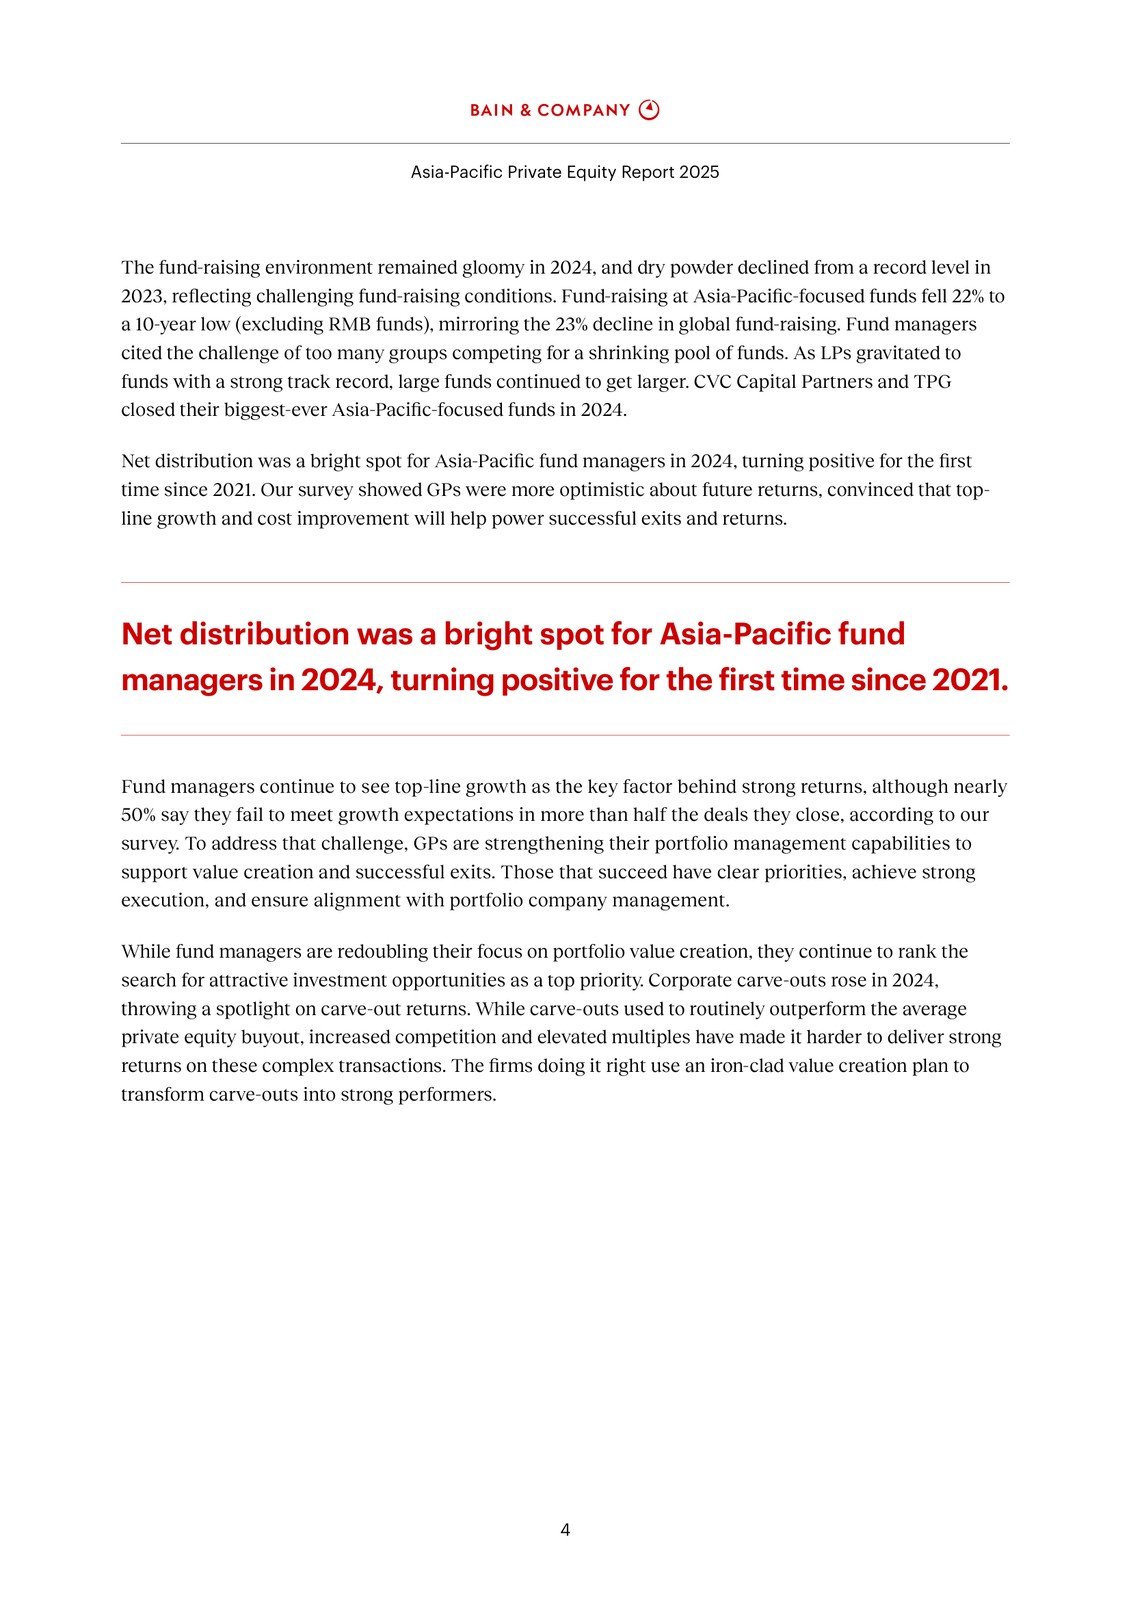 BAIN & COMPANY
Asia-Pacific Private Equity Report 2025
The fund-raising environment remained gloomy in 2024, and dry powder declined from a record level in
2023, reflecting challenging fund-raising conditions. Fund-raising at Asia-Pacific-focused funds fell 22% to
a 10-year low (excluding RMB funds), mirroring the 23% decline in global fund-raising. Fund managers
cited the challenge of too many groups competing for a shrinking pool of funds. As LPs gravitated to
funds with a strong track record, large funds continued to get larger. CVC Capital Partners and TPG
closed their biggest-ever Asia-Pacific-focused funds in 2024.
Net distribution was a bright spot for Asia-Pacific fund managers in 2024, turning positive for the first
time since 2021. Our survey showed GPs were more optimistic about future returns, convinced that top-
line growth and cost improvement will help power successful exits and returns.
Net distribution was a bright spot for Asia-Pacific fund
managers in 2024, turning positive for the first time since 2021.
Fund managers continue to see top-line growth as the key factor behind strong returns, although nearly
50% say they fail to meet growth expectations in more than half the deals they close, according to our
survey. To address that challenge, GPs are strengthening their portfolio management capabilities to
support value creation and successful exits. Those that succeed have clear priorities, achieve strong
execution, and ensure alignment with portfolio company management.
While fund managers are redoubling their focus on portfolio value creation, they continue to rank the
search for attractive investment opportunities as a top priority. Corporate carve-outs rose in 2024,
throwing a spotlight on carve-out returns. While carve-outs used to routinely outperform the average
private equity buyout, increased competition and elevated multiples have made it harder to deliver strong
returns on these complex transactions. The firms doing it right use an iron-clad value creation plan to
transform carve-outs into strong performers.
4